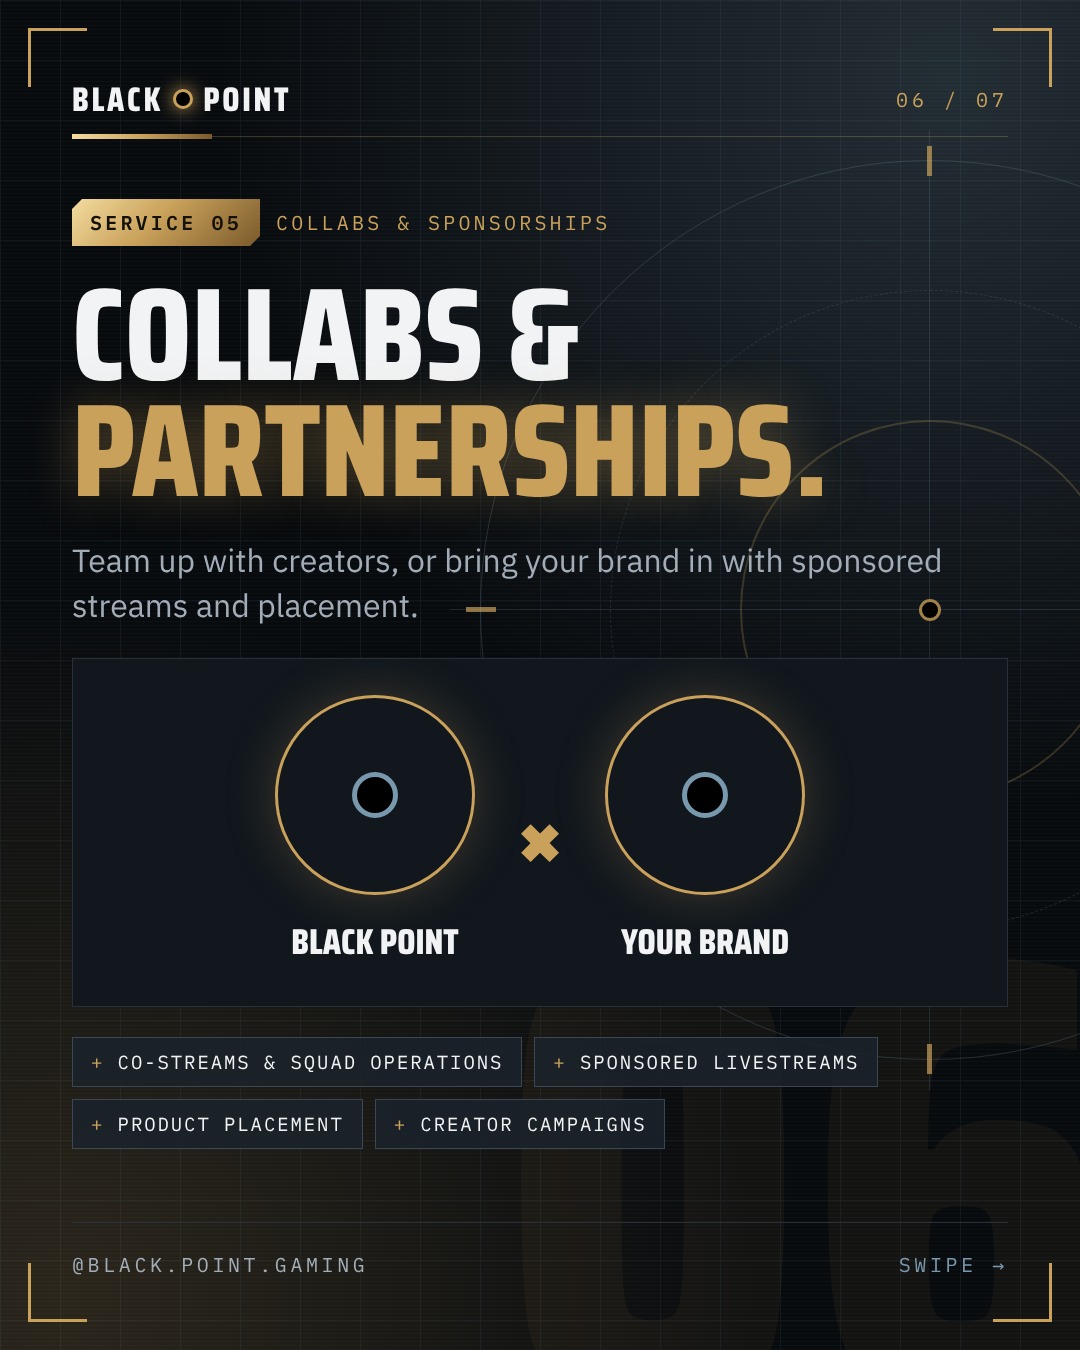 BLACK POINT
06 / 07
SERVICE 05
COLLABS & SPONSORSHIPS
COLLABS &
PARTNERSHIPS.
Team up with creators, or bring your brand in with sponsored
streams and placement.
✖
BLACK POINT
YOUR BRAND
+ CO-STREAMS & SQUAD OPERATIONS
+ SPONSORED LIVESTREAMS
+ PRODUCT PLACEMENT
+ CREATOR CAMPAIGNS
06
@BLACK.POINT.GAMING
SWIPE →